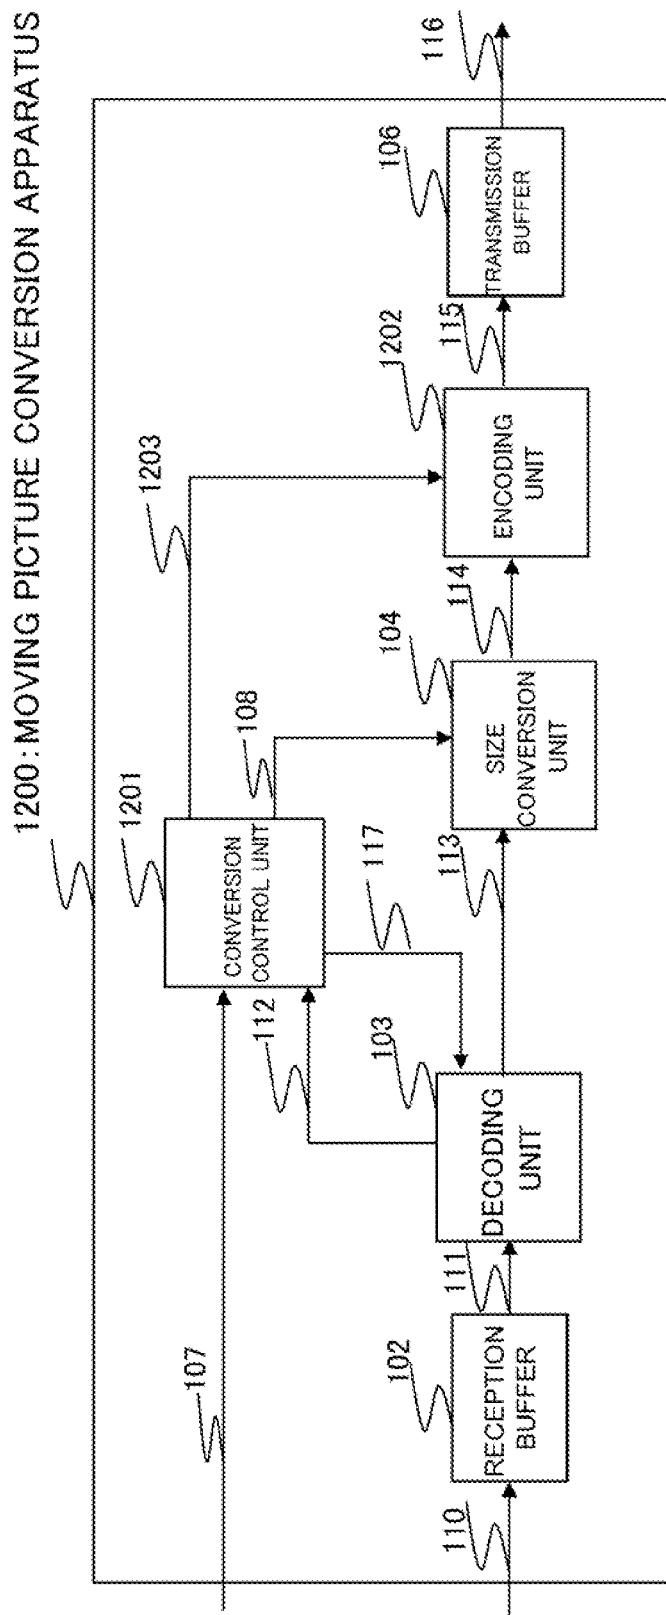 1200:MOVING PICTURE CONVERSION APPARATUS
1201
1203
107
112
CONVERSION
CONTROL UNIT
108
117
110
102
RECEPTION
BUFFER
111
103
DECODING
UNIT
113
104
SIZE
CONVERSION
UNIT
114
1202
ENCODING
UNIT
115
106
TRANSMISSION
BUFFER
116